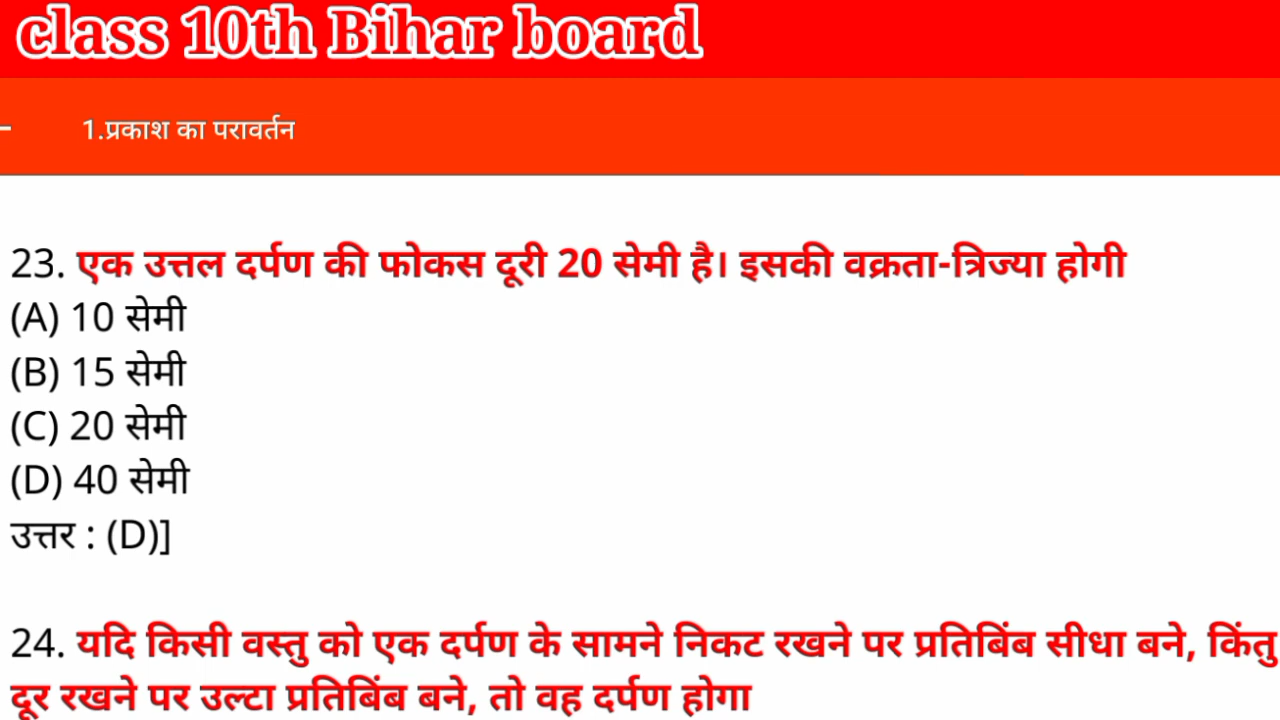 class 10th Bihar board
1.प्रकाश का परावर्तन
23. एक उत्तल दर्पण की फोकस दूरी 20 सेमी है। इसकी वक्रता-त्रिज्या होगी
(A) 10 सेमी
(B) 15 सेमी
(C) 20 सेमी
(D) 40 सेमी
उत्तर : (D)]
24. यदि किसी वस्तु को एक दर्पण के सामने निकट रखने पर प्रतिबिंब सीधा बने, किंतु
दूर रखने पर उल्टा प्रतिबिंब बने, तो वह दर्पण होगा